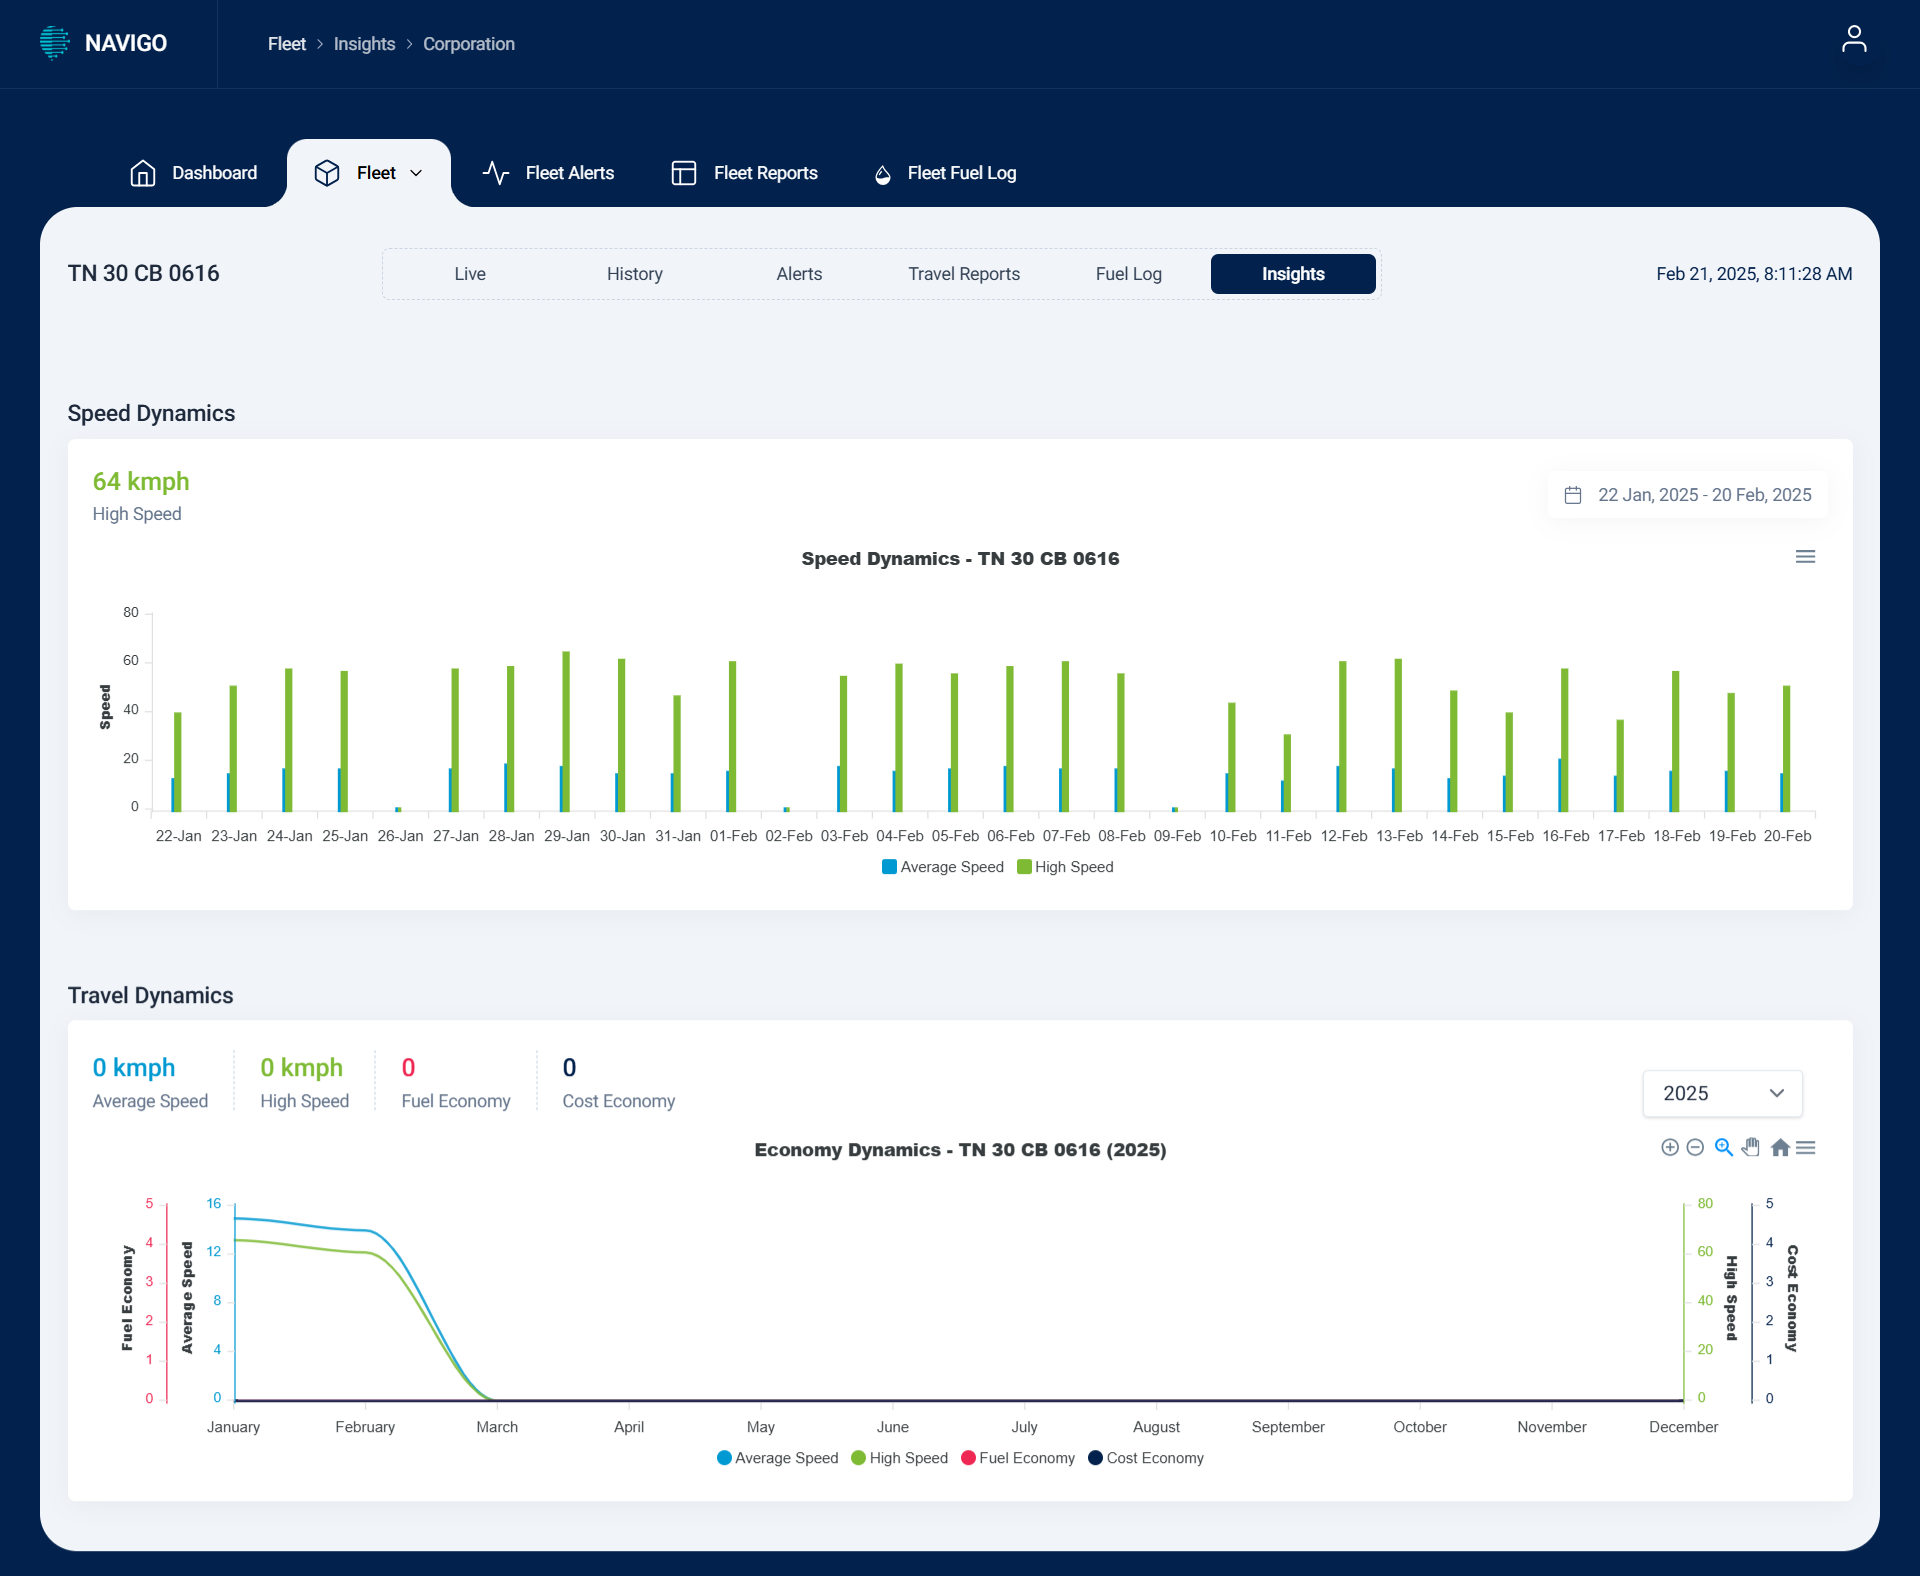 NAVIGO
Fleet > Insights > Corporation
Dashboard Fleet Fleet Alerts Fleet Reports Fleet Fuel Log
TN 30 CB 0616 Live History Alerts Travel Reports Fuel Log Insights Feb 21, 2025, 8:11:28 AM
Speed Dynamics
64 kmph
High Speed
22 Jan, 2025 - 20 Feb, 2025
Speed Dynamics - TN 30 CB 0616
Speed
80
60
40
20
0
22-Jan 23-Jan 24-Jan 25-Jan 26-Jan 27-Jan 28-Jan 29-Jan 30-Jan 31-Jan 01-Feb 02-Feb 03-Feb 04-Feb 05-Feb 06-Feb 07-Feb 08-Feb 09-Feb 10-Feb 11-Feb 12-Feb 13-Feb 14-Feb 15-Feb 16-Feb 17-Feb 18-Feb 19-Feb 20-Feb
Average Speed High Speed
Travel Dynamics
0 kmph 0 kmph 0 0
Average Speed High Speed Fuel Economy Cost Economy
2025
Economy Dynamics - TN 30 CB 0616 (2025)
Fuel Economy
5
4
3
2
1
0
Average Speed
16
12
8
4
0
80
60
40
20
0
High Speed
5
4
3
2
1
0
Cost Economy
January February March April May June July August September October November December
Average Speed High Speed Fuel Economy Cost Economy